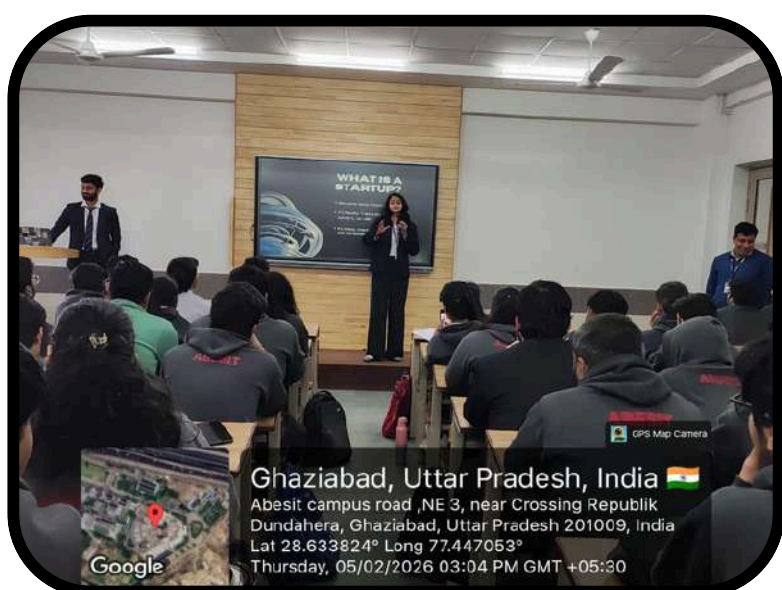 WHAT IS A
STARTUP?
ABESIT
ABESIT
GPS Map Camera
Ghaziabad, Uttar Pradesh, India
Abesit campus road ,NE 3, near Crossing Republik
Dundahera, Ghaziabad, Uttar Pradesh 201009, India
Lat 28.633824° Long 77.447053°
Thursday, 05/02/2026 03:04 PM GMT +05:30
Google